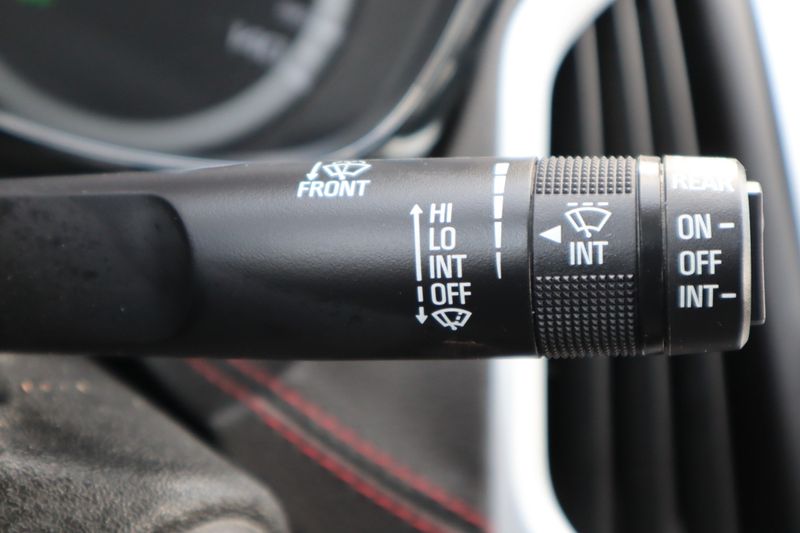 FRONT
HI
LO
INT
OFF
INT
REAR
ON
OFF
INT